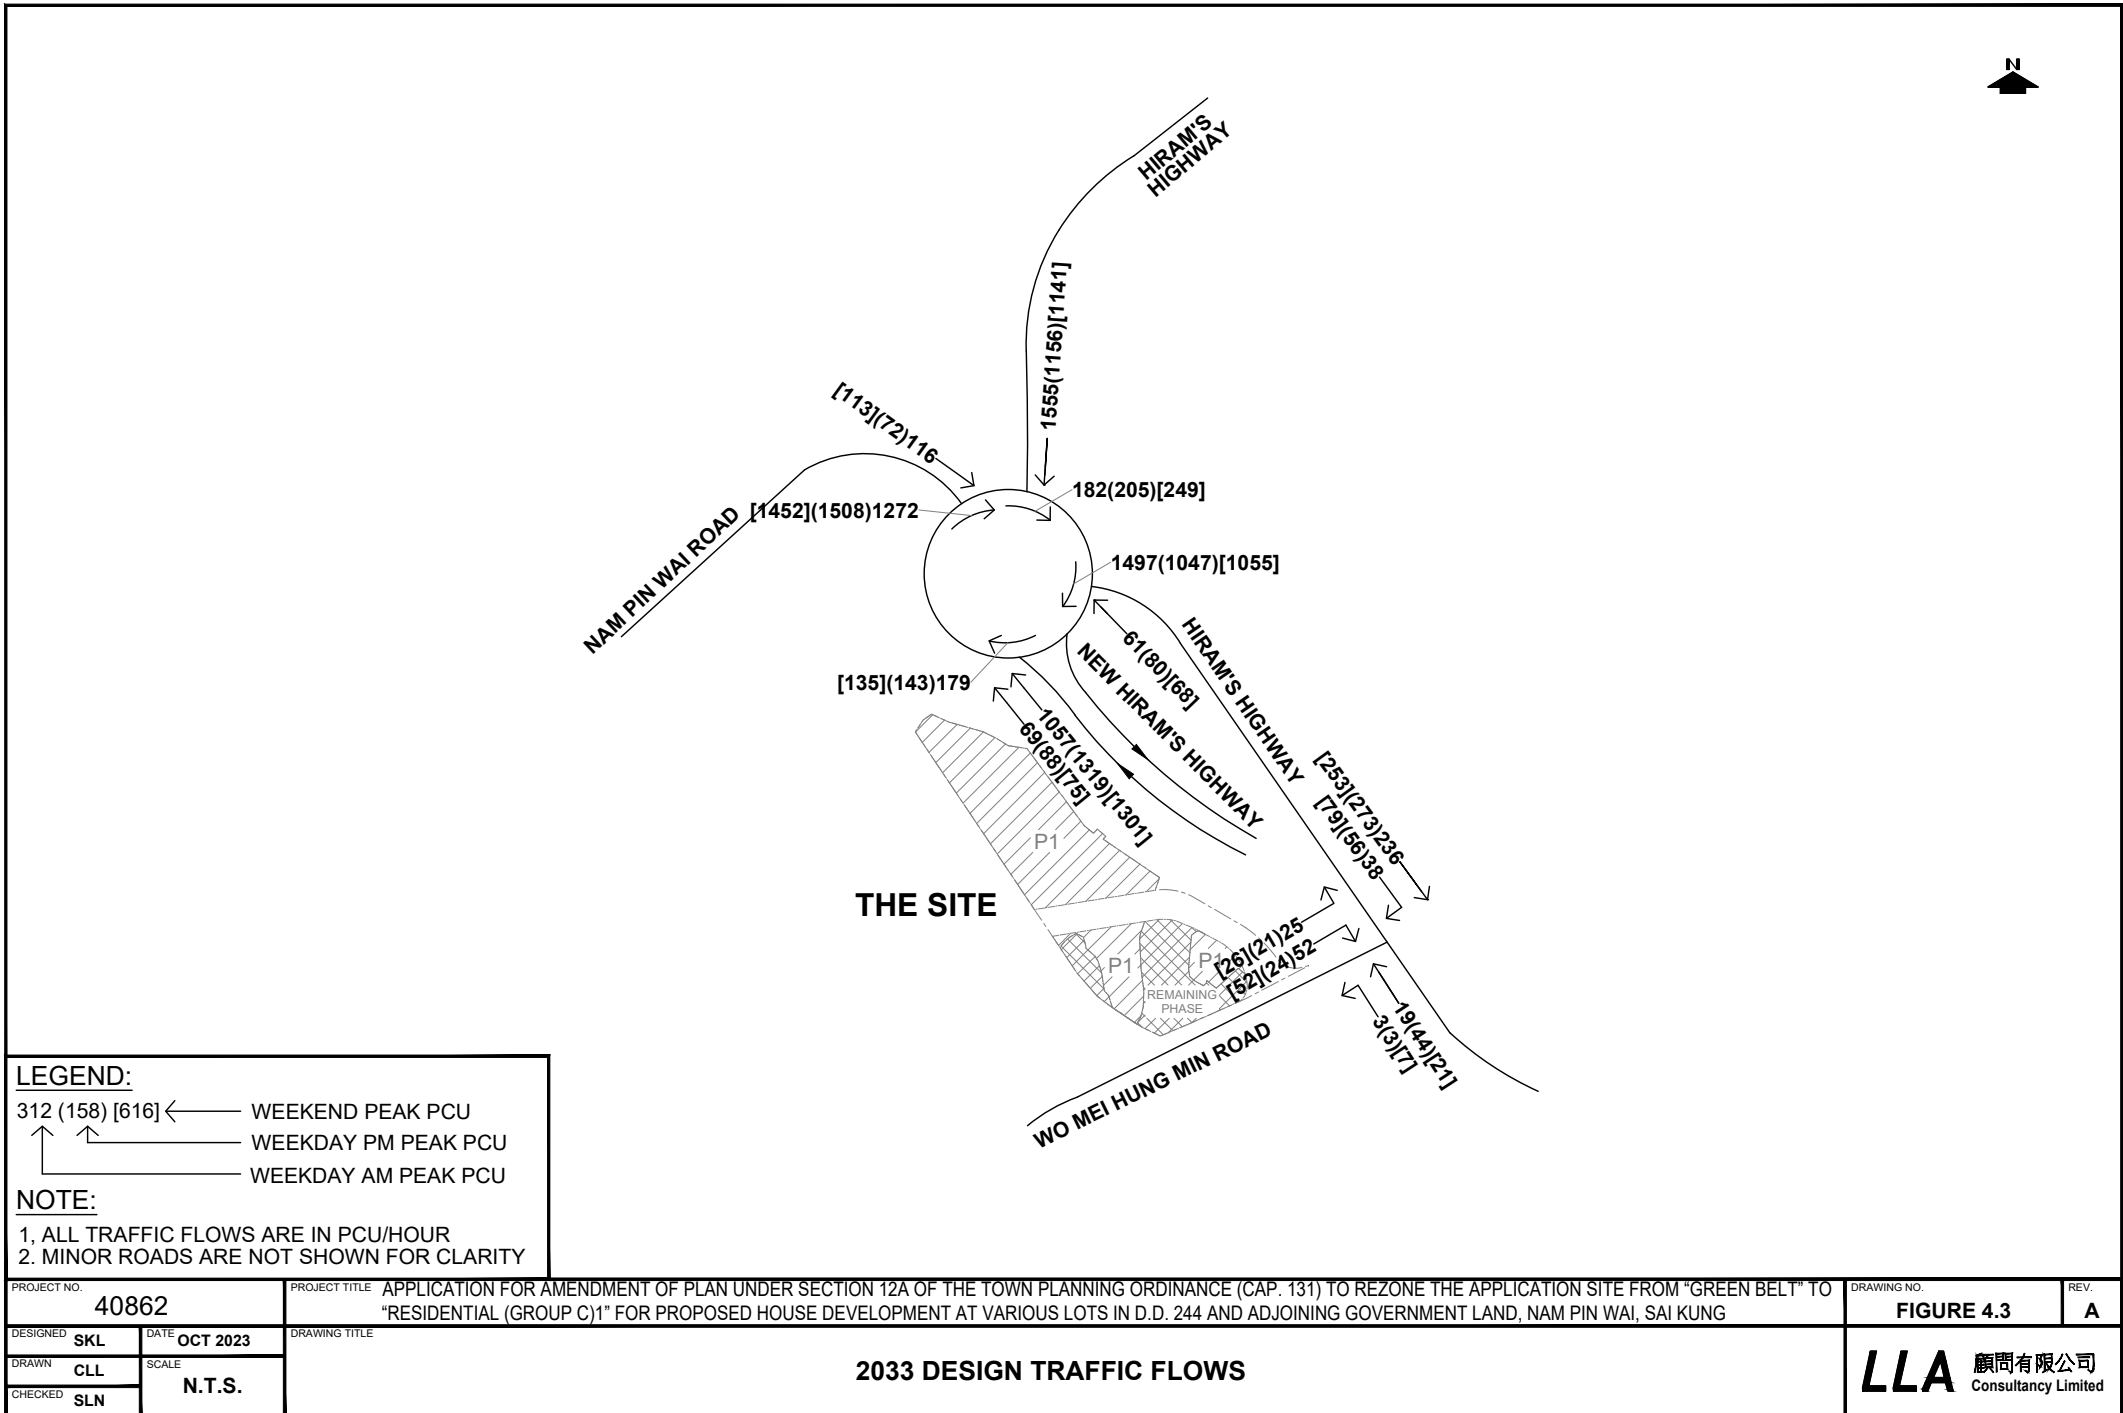 N
HIRAM'S
HIGHWAY
1555(1156)[1141]
[113](72)116
182(205)[249]
[1452](1508)1272
NAM PIN WAI ROAD
1497(1047)[1055]
61(80)[68]
HIRAM'S HIGHWAY
NEW HIRAM'S HIGHWAY
[135](143)179
1057(1319)[1301]
69(88)[75]
[253](273)236
[79](56)38
P1
THE SITE
[26](21)25
[52](24)52
P1
P1
REMAINING
PHASE
19(44)[21]
3(3)[7]
WO MEI HUNG MIN ROAD
LEGEND:
312 (158) [616]
WEEKEND PEAK PCU
WEEKDAY PM PEAK PCU
WEEKDAY AM PEAK PCU
NOTE:
1, ALL TRAFFIC FLOWS ARE IN PCU/HOUR
2. MINOR ROADS ARE NOT SHOWN FOR CLARITY
PROJECT NO.
40862
PROJECT TITLE
APPLICATION FOR AMENDMENT OF PLAN UNDER SECTION 12A OF THE TOWN PLANNING ORDINANCE (CAP. 131) TO REZONE THE APPLICATION SITE FROM “GREEN BELT” TO
“RESIDENTIAL (GROUP C)1” FOR PROPOSED HOUSE DEVELOPMENT AT VARIOUS LOTS IN D.D. 244 AND ADJOINING GOVERNMENT LAND, NAM PIN WAI, SAI KUNG
DRAWING NO.
FIGURE 4.3
REV.
A
DESIGNED SKL
DATE OCT 2023
DRAWN CLL
SCALE
N.T.S.
CHECKED SLN
DRAWING TITLE
2033 DESIGN TRAFFIC FLOWS
LLA
顧問有限公司
Consultancy Limited